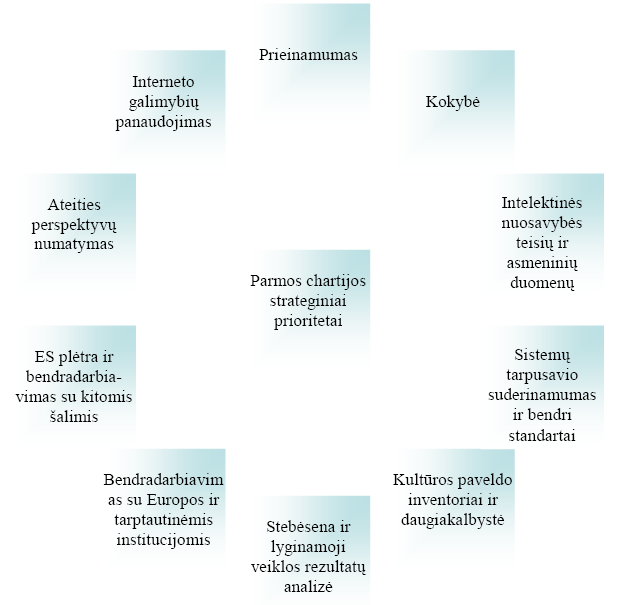 Prieinamumas
Interneto
galimybių
panaudojimas
Kokybė
Ateities
perspektyvų
numatymas
Intelektinės
nuosavybės
teisių ir
asmeninių
duomenų
Parmos chartijos
strateginiai
prioritetai
ES plėtra ir
bendradarbia-
vimas su kitomis
šalimis
Sistemų
tarpusavio
suderinamumas
ir bendri
standartai
Bendradarbiavim
as su Europos ir
tarptautinėmis
institucijomis
Kultūros paveldo
inventoriai ir
daugiakalbystė
Stebėsena ir
lyginamoji
veiklos rezultatų
analizė